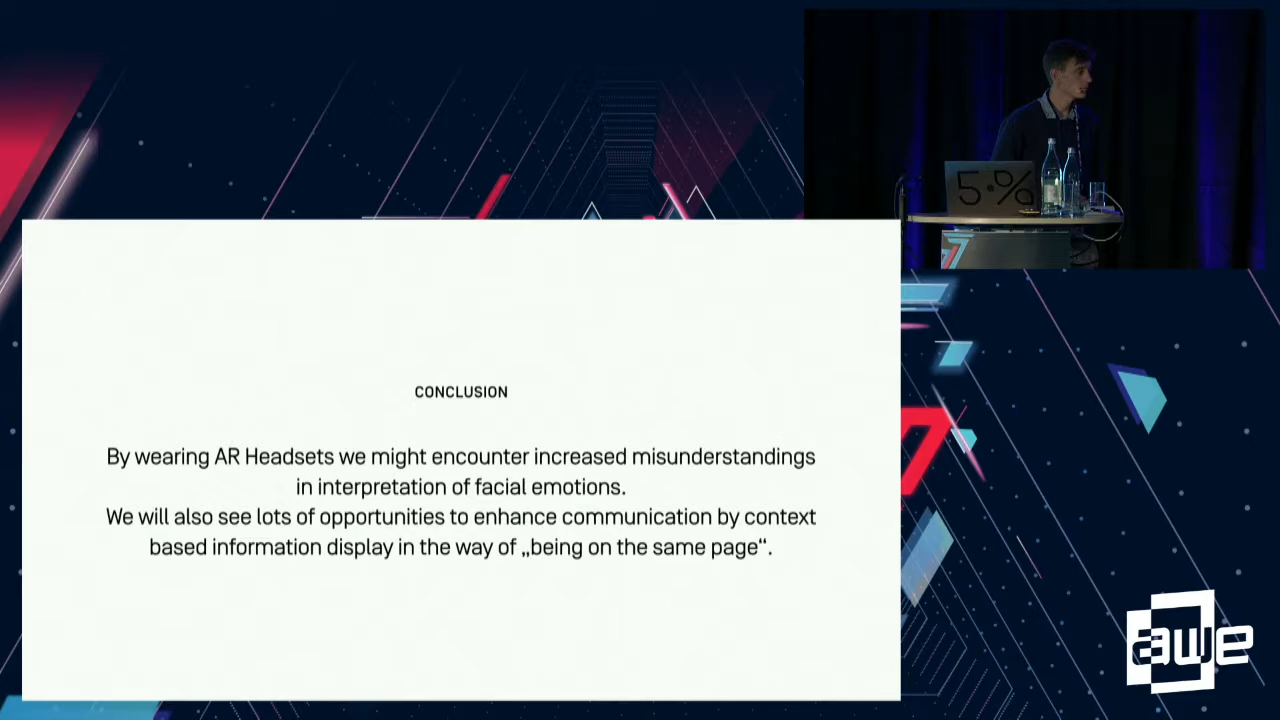 5.%
CONCLUSION
By wearing AR Headsets we might encounter increased misunderstandings
in interpretation of facial emotions.
We will also see lots of opportunities to enhance communication by context
based information display in the way of „being on the same page“.
awe